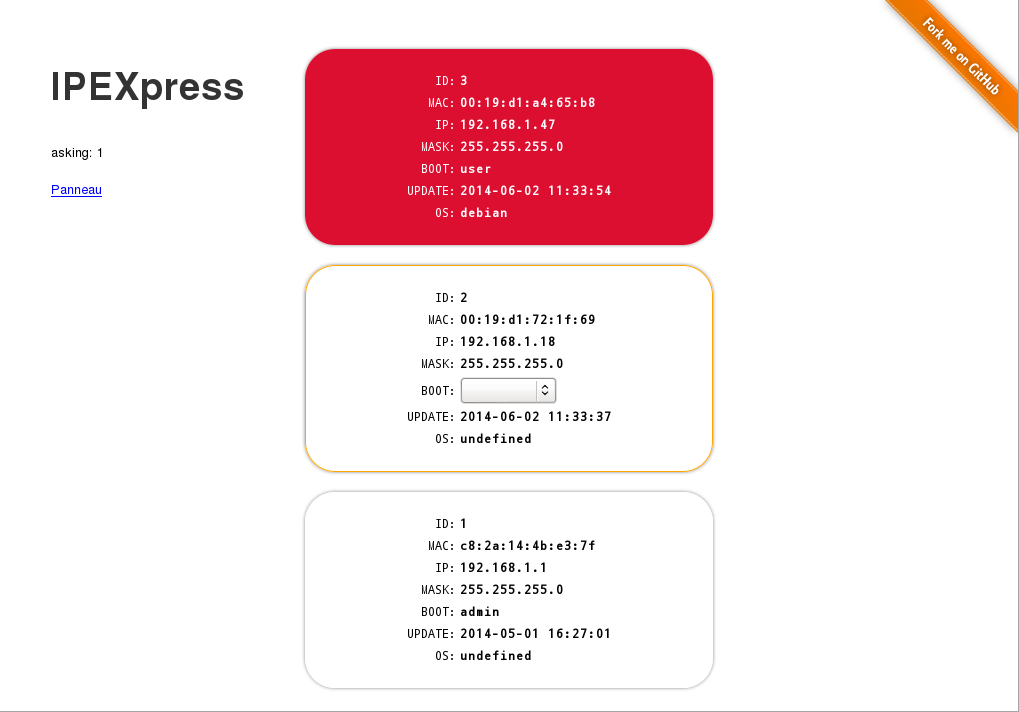 IPEXpress
asking: 1
Panneau
Fork me on GitHub
ID: 3
MAC: 00:19:d1:a4:65:b8
IP: 192.168.1.47
MASK: 255.255.255.0
BOOT: user
UPDATE: 2014-06-02 11:33:54
OS: debian
ID: 2
MAC: 00:19:d1:72:1f:69
IP: 192.168.1.18
MASK: 255.255.255.0
BOOT:
UPDATE: 2014-06-02 11:33:37
OS: undefined
ID: 1
MAC: c8:2a:14:4b:e3:7f
IP: 192.168.1.1
MASK: 255.255.255.0
BOOT: admin
UPDATE: 2014-05-01 16:27:01
OS: undefined